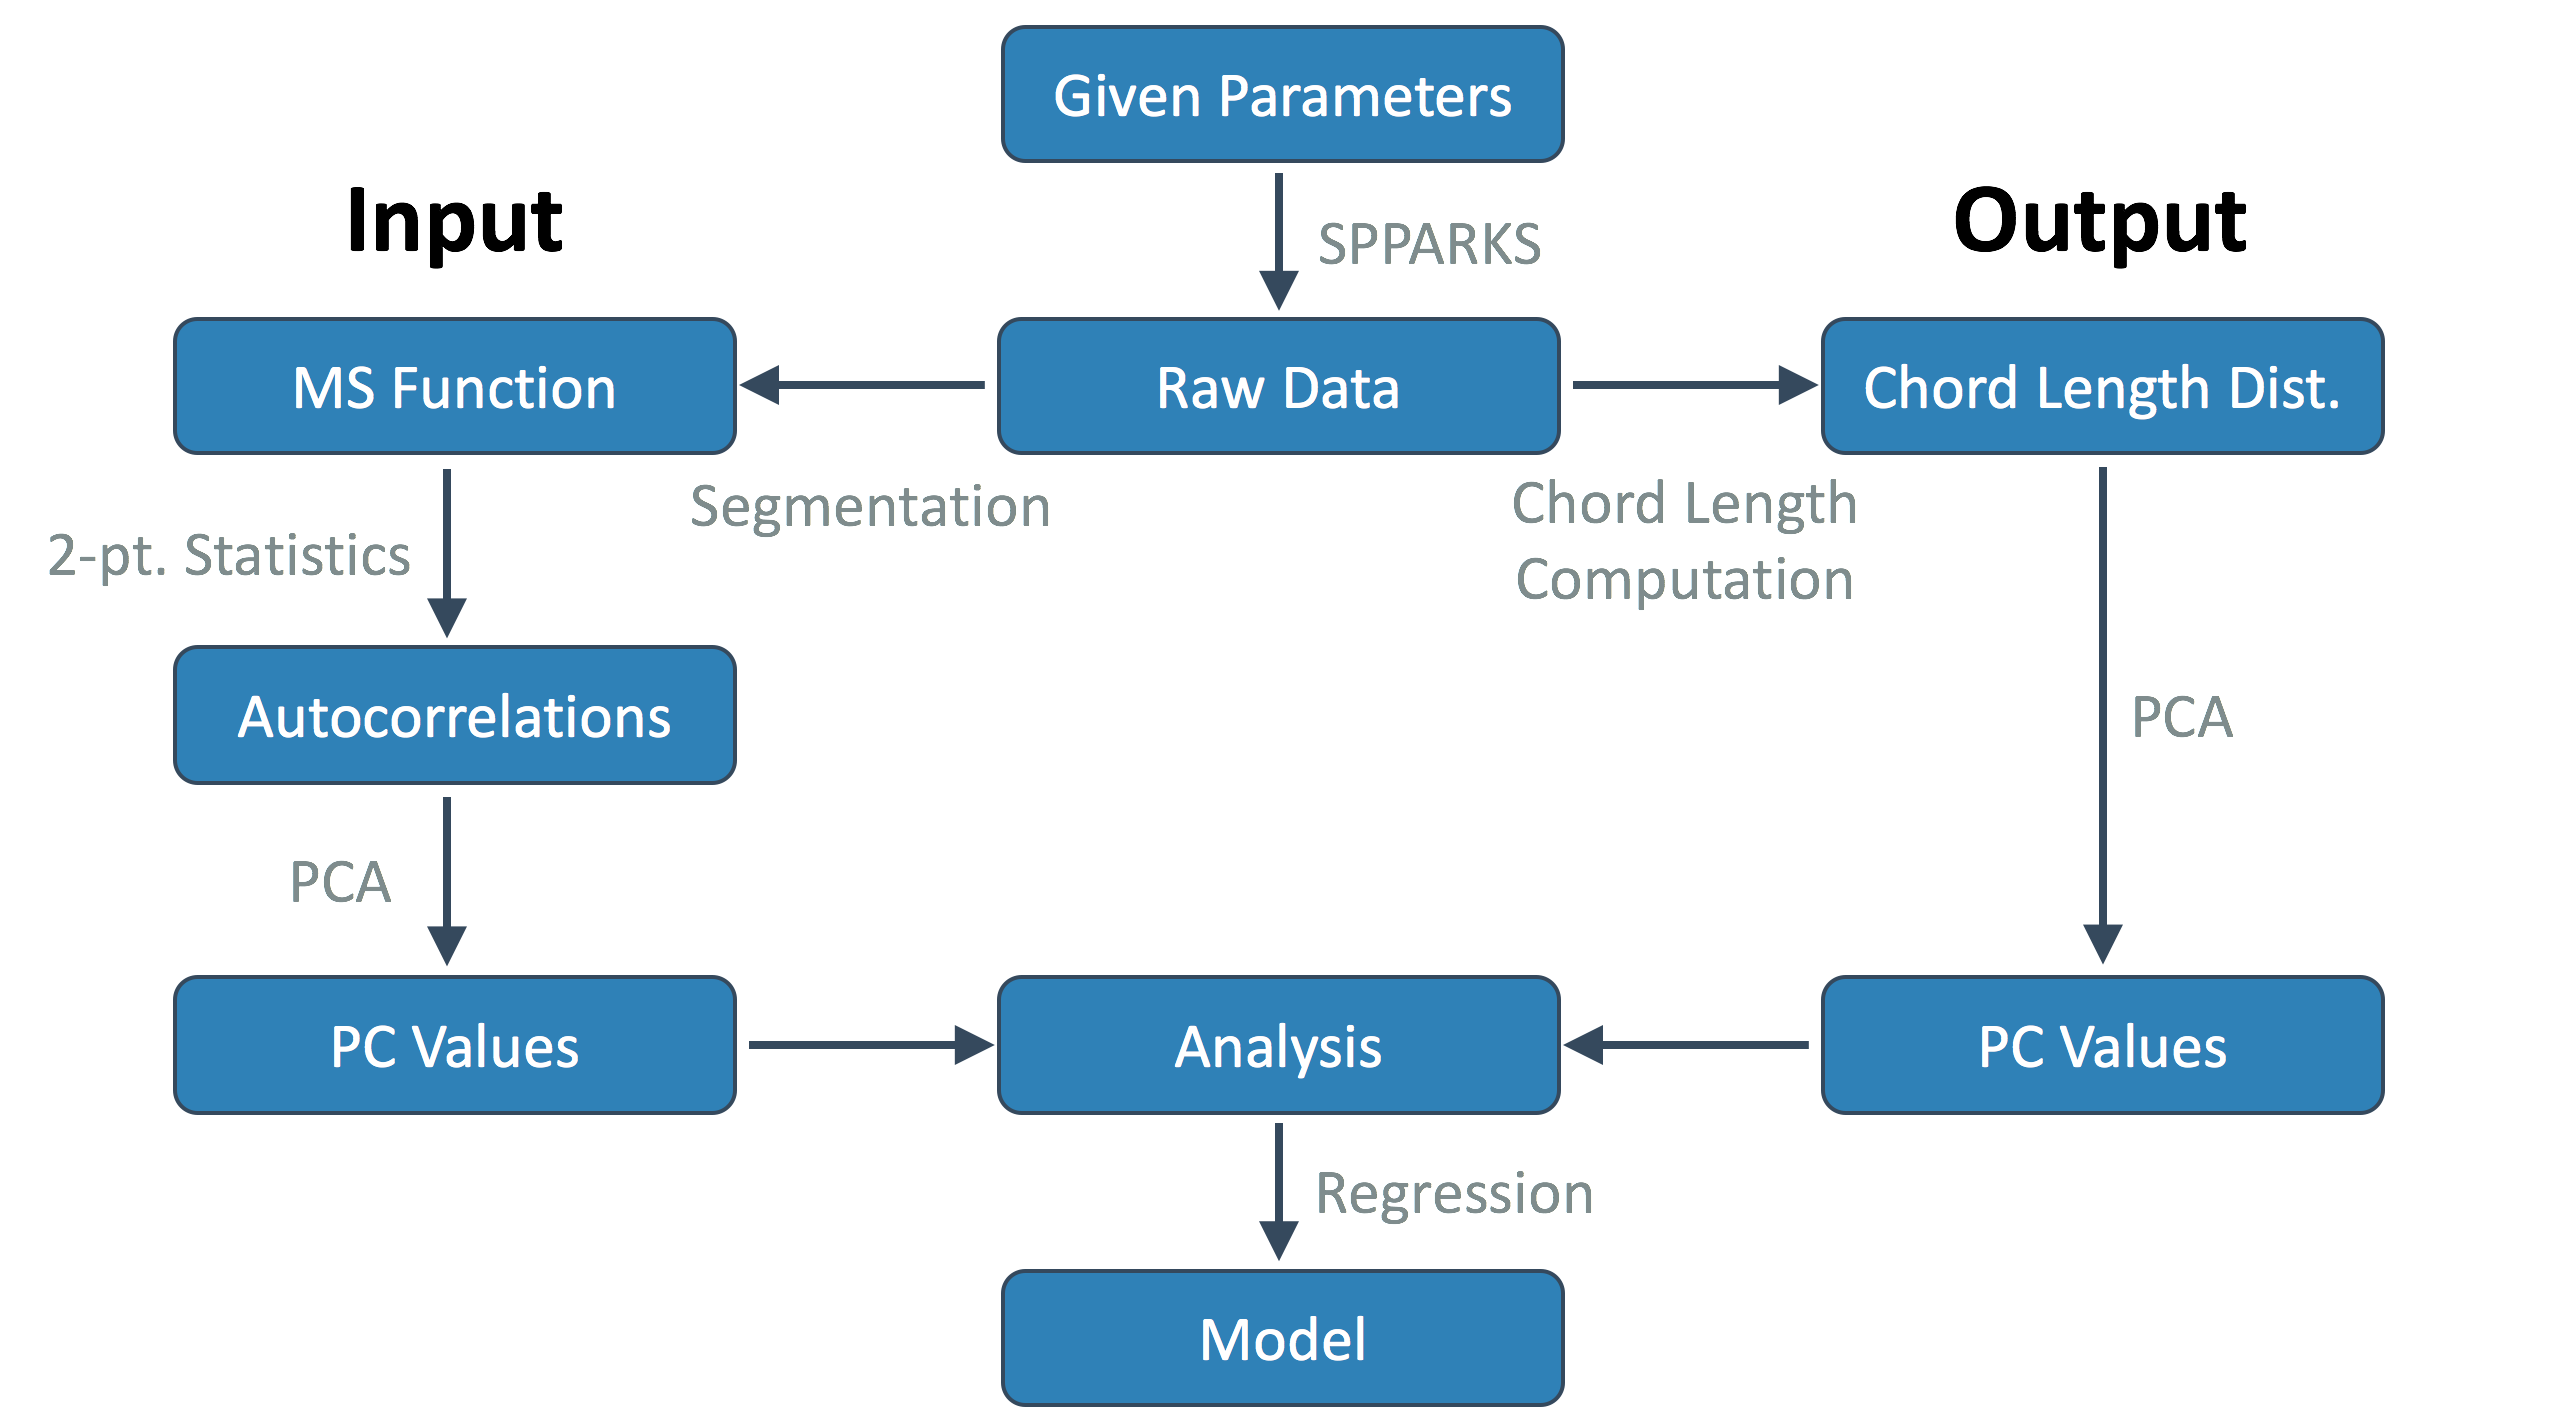 Given Parameters
Input
SPPARKS
Output
MS Function
Raw Data
Chord Length Dist.
Segmentation
Chord Length
Computation
2-pt. Statistics
Autocorrelations
PCA
PCA
PC Values
Analysis
PC Values
Regression
Model